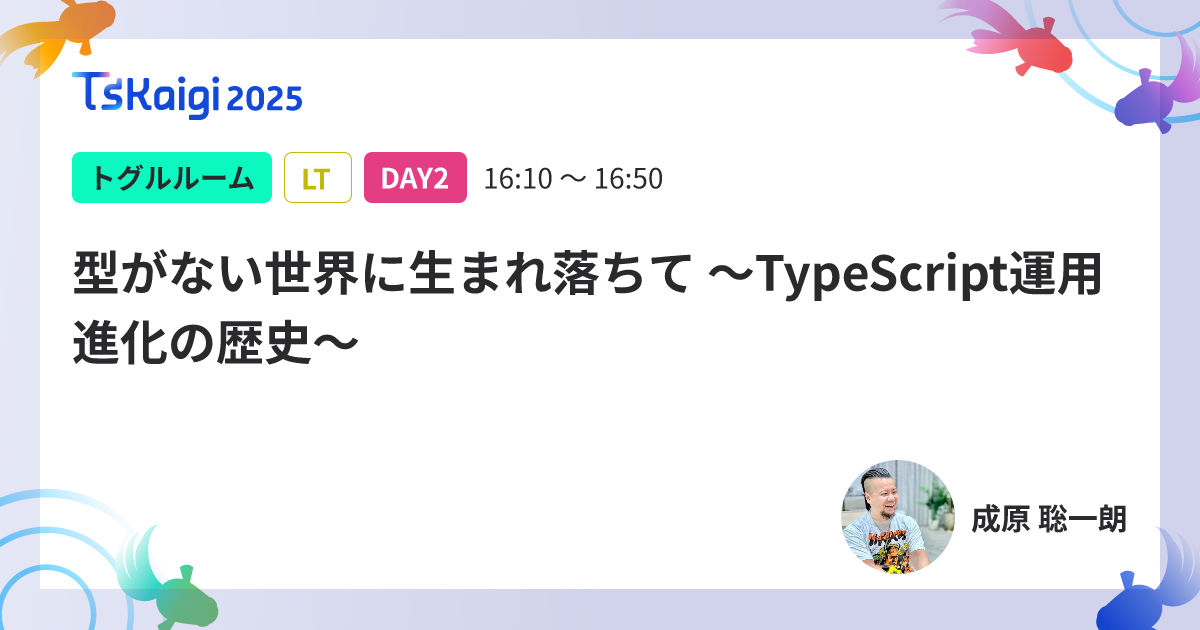 TSKaigi 2025
トグルルーム LT DAY2 16:10 〜 16:50
型がない世界に生まれ落ちて 〜TypeScript運用
進化の歴史〜
成原 聡一朗